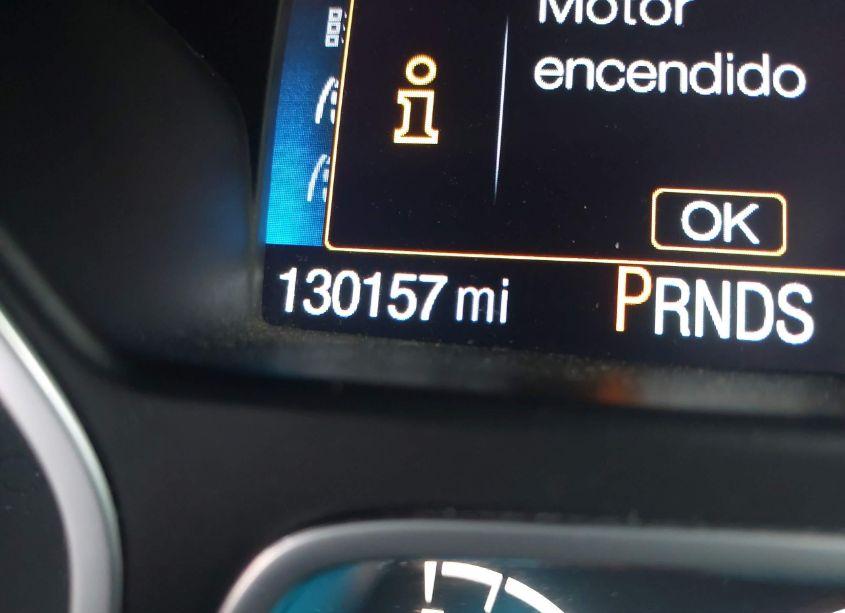 Motor
encendido
OK
130157 mi PRNDS